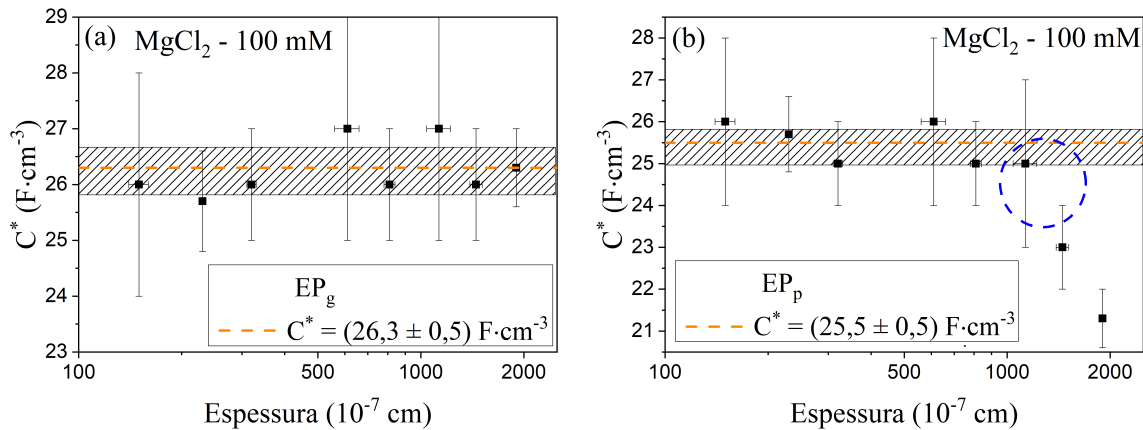 (a) MgCl₂ - 100 mM
29
28
27
26
25
24
23
C* (F·cm⁻³)
EPg
C* = (26,3 ± 0,5) F·cm⁻³
100 500 1000 2000
Espessura (10⁻⁷ cm)
(b) MgCl₂ - 100 mM
28
27
26
25
24
23
22
21
C* (F·cm⁻³)
EPp
C* = (25,5 ± 0,5) F·cm⁻³
100 500 1000 2000
Espessura (10⁻⁷ cm)